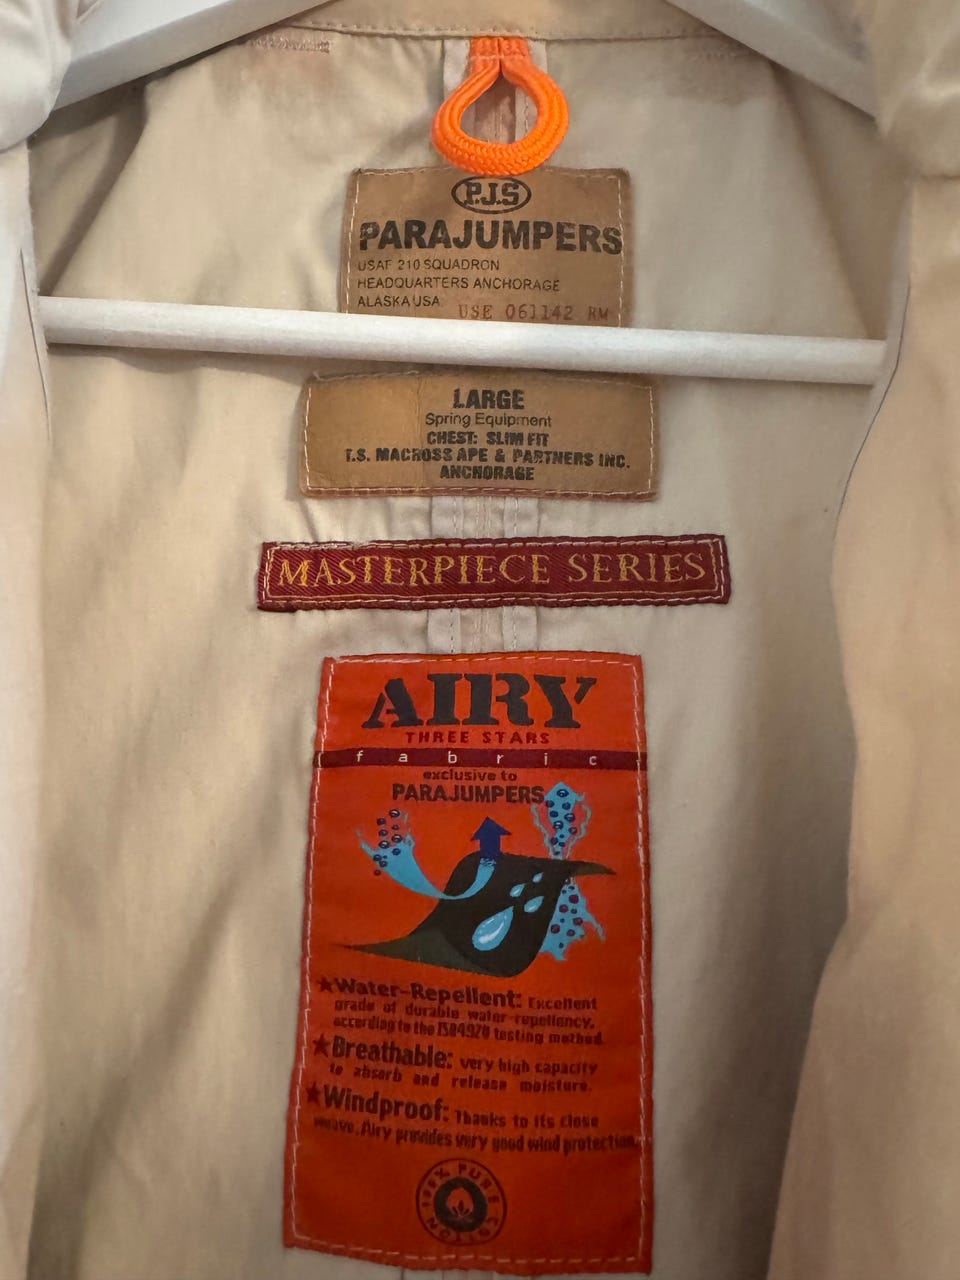 P.J.S
PARAJUMPERS
USAF 210 SQUADRON
HEADQUARTERS ANCHORAGE
ALASKA USA
USE 061142 RM
LARGE
Spring Equipment
CHEST: SLIM FIT
T.S. MACROSS APE & PARTNERS INC.
ANCHORAGE
MASTERPIECE SERIES
AIRY
THREE STARS
fabric
exclusive to
PARAJUMPERS
★Water-Repellent: Excellent
grade of durable water repellency.
according to the ISO4920 testing method.
★Breathable: very high capacity
to absorb and release moisture.
★Windproof: Thanks to its close
weave, Airy provides very good wind protection.
100% PURE COTTON